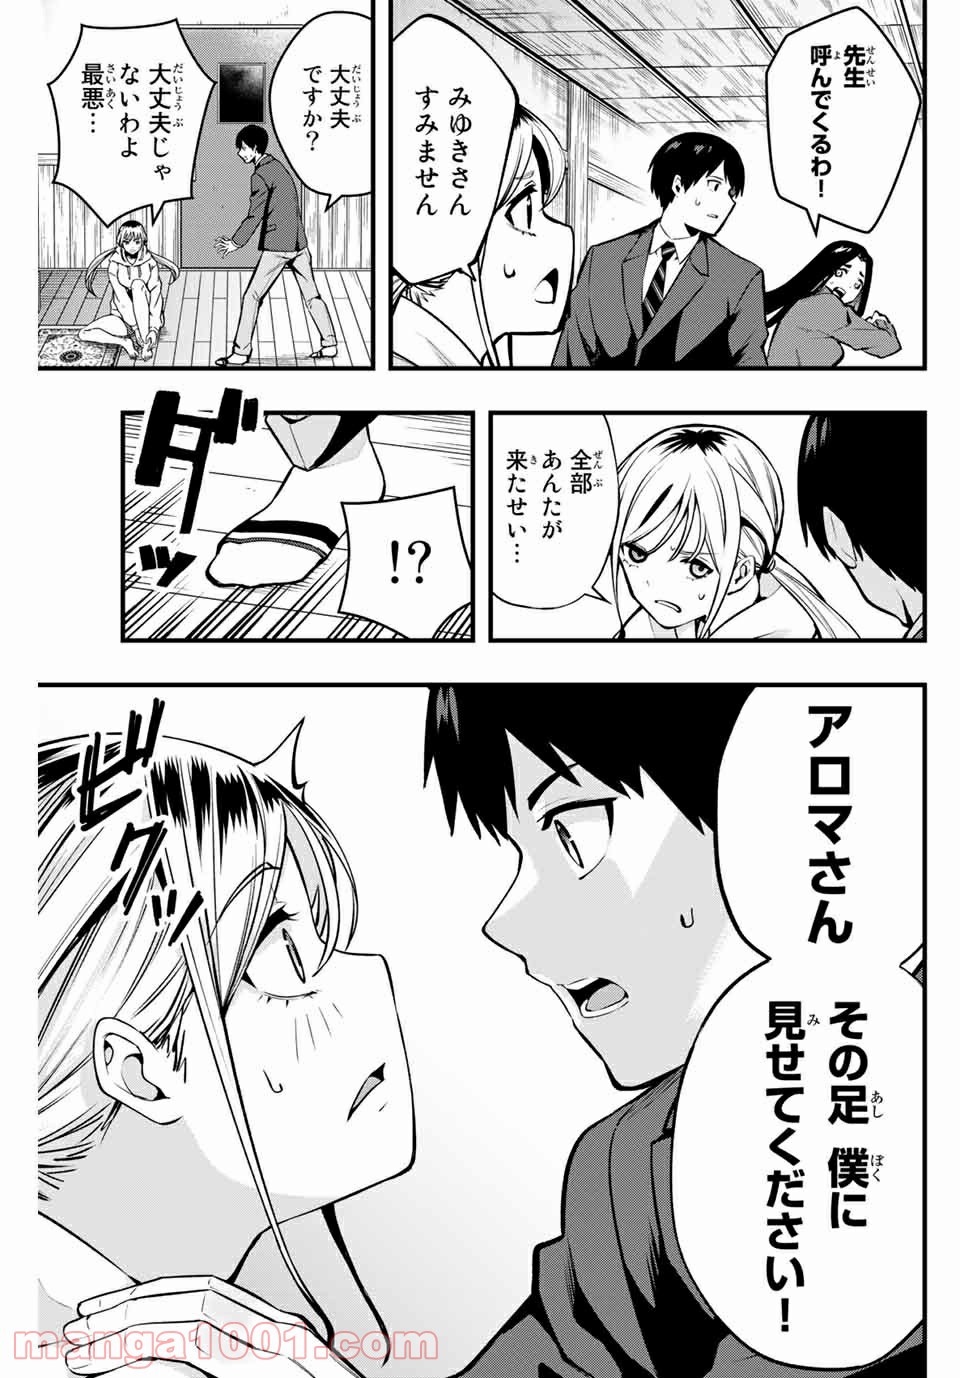 先生
呼んでくるわ！
みゆきさん
すみません
大丈夫
ですか？
大丈夫じゃ
ないわよ
最悪…
全部
あんたが
来たせい…
!?
ダッ
アロマさん
その足 僕に
見せてください！
ビクッ
manga1001.com